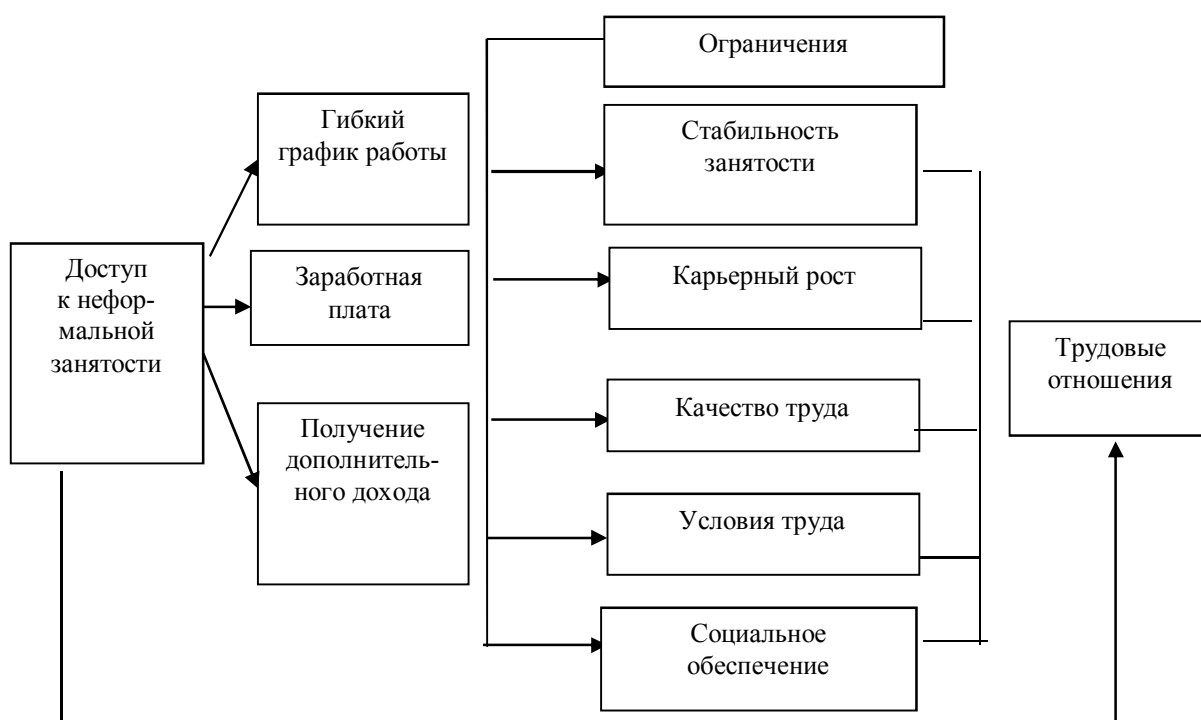 Ограничения
Гибкий
график работы
Стабильность
занятости
Доступ
к нефор-
мальной
занятости
Заработная
плата
Карьерный рост
Трудовые
отношения
Получение
дополнитель-
ного дохода
Качество труда
Условия труда
Социальное
обеспечение